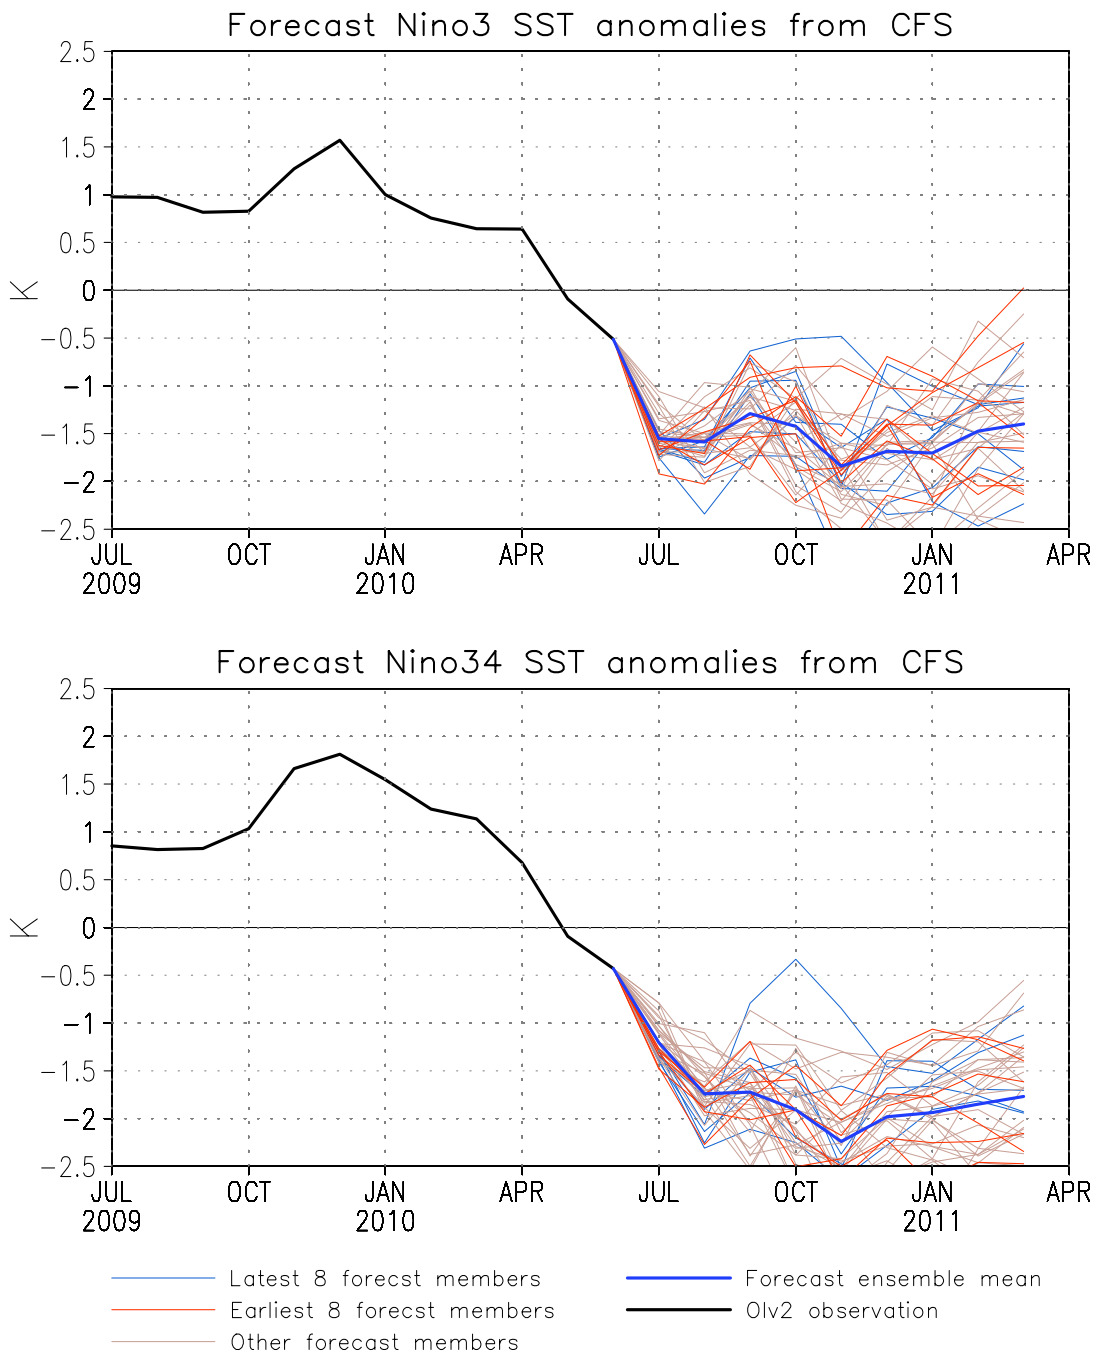 Forecast Nino3 SST anomalies from CFS
2.5
2
1.5
1
0.5
0
-0.5
-1
-1.5
-2
-2.5
K
JUL OCT JAN APR JUL OCT JAN APR
2009 2010 2011
Forecast Nino34 SST anomalies from CFS
2.5
2
1.5
1
0.5
0
-0.5
-1
-1.5
-2
-2.5
K
JUL OCT JAN APR JUL OCT JAN APR
2009 2010 2011
Latest 8 forecst members Forecast ensemble mean
Earliest 8 forecst members OIv2 observation
Other forecast members